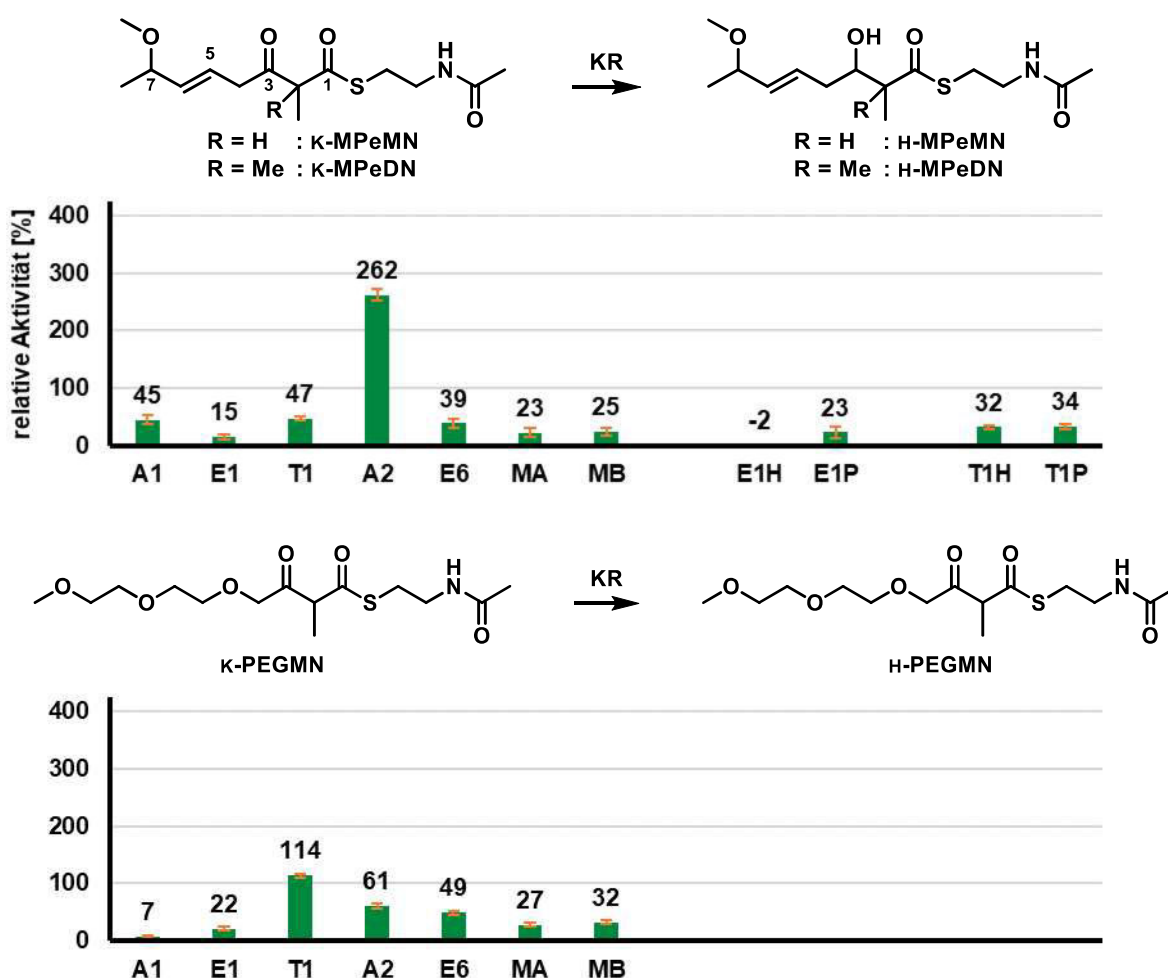 O O O H N
5 3 1 7 S R O
KR
O OH O H N
S R O
R = H : K-MPeMN
R = Me : K-MPeDN
R = H : H-MPeMN
R = Me : H-MPeDN
relative Aktivität [%]
400
300
200
100
0
45 15 47 262 39 23 25 -2 23 32 34
A1 E1 T1 A2 E6 MA MB E1H E1P T1H T1P
O O O O O S H N O
KR
O O O O O S H N O
K-PEGMN
H-PEGMN
400
300
200
100
0
7 22 114 61 49 27 32
A1 E1 T1 A2 E6 MA MB